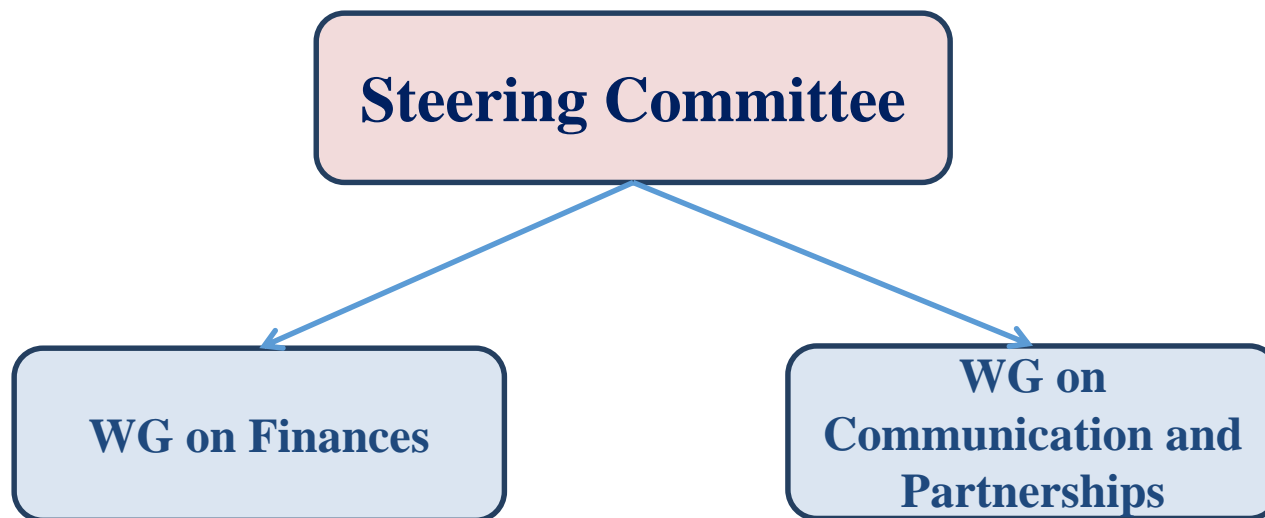 Steering Committee
WG on Finances
WG on
Communication and
Partnerships